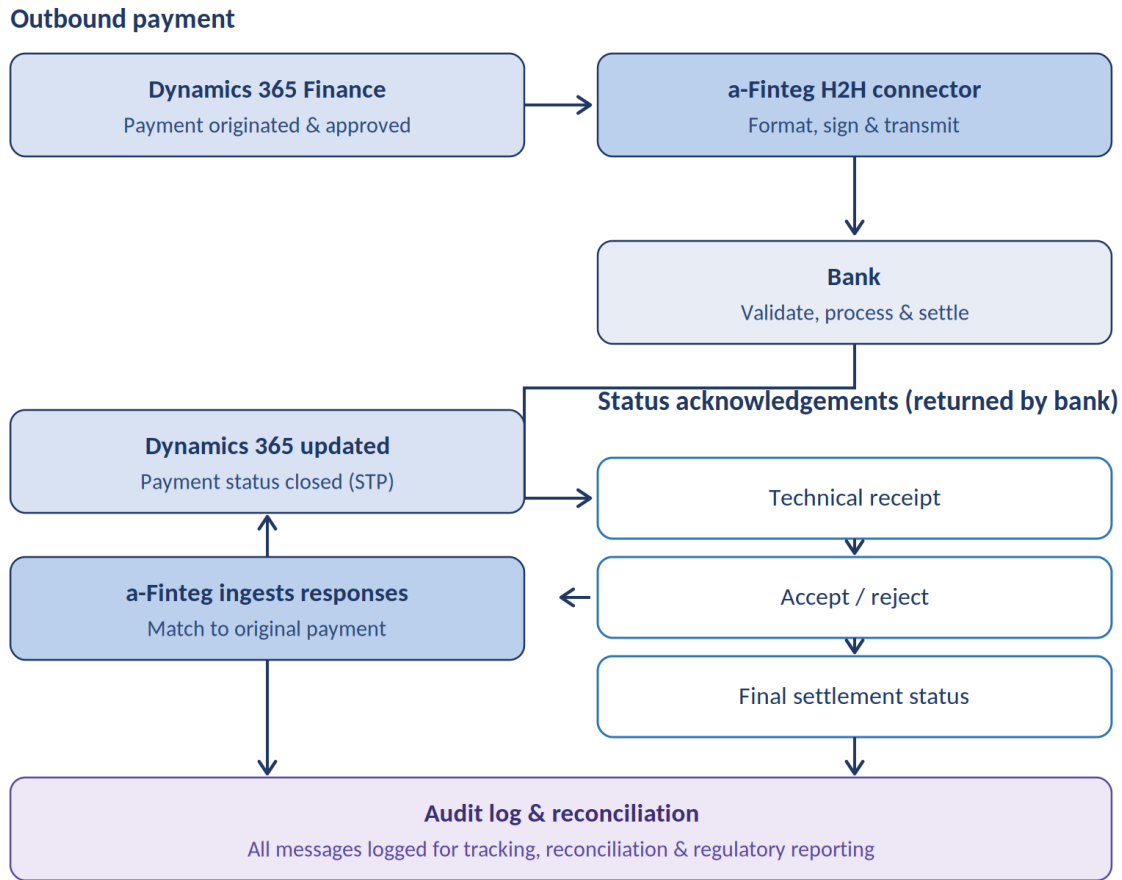 Outbound payment
Dynamics 365 Finance
Payment originated & approved
a-Finteg H2H connector
Format, sign & transmit
Bank
Validate, process & settle
Status acknowledgements (returned by bank)
Dynamics 365 updated
Payment status closed (STP)
Technical receipt
a-Finteg ingests responses
Match to original payment
Accept / reject
Final settlement status
Audit log & reconciliation
All messages logged for tracking, reconciliation & regulatory reporting